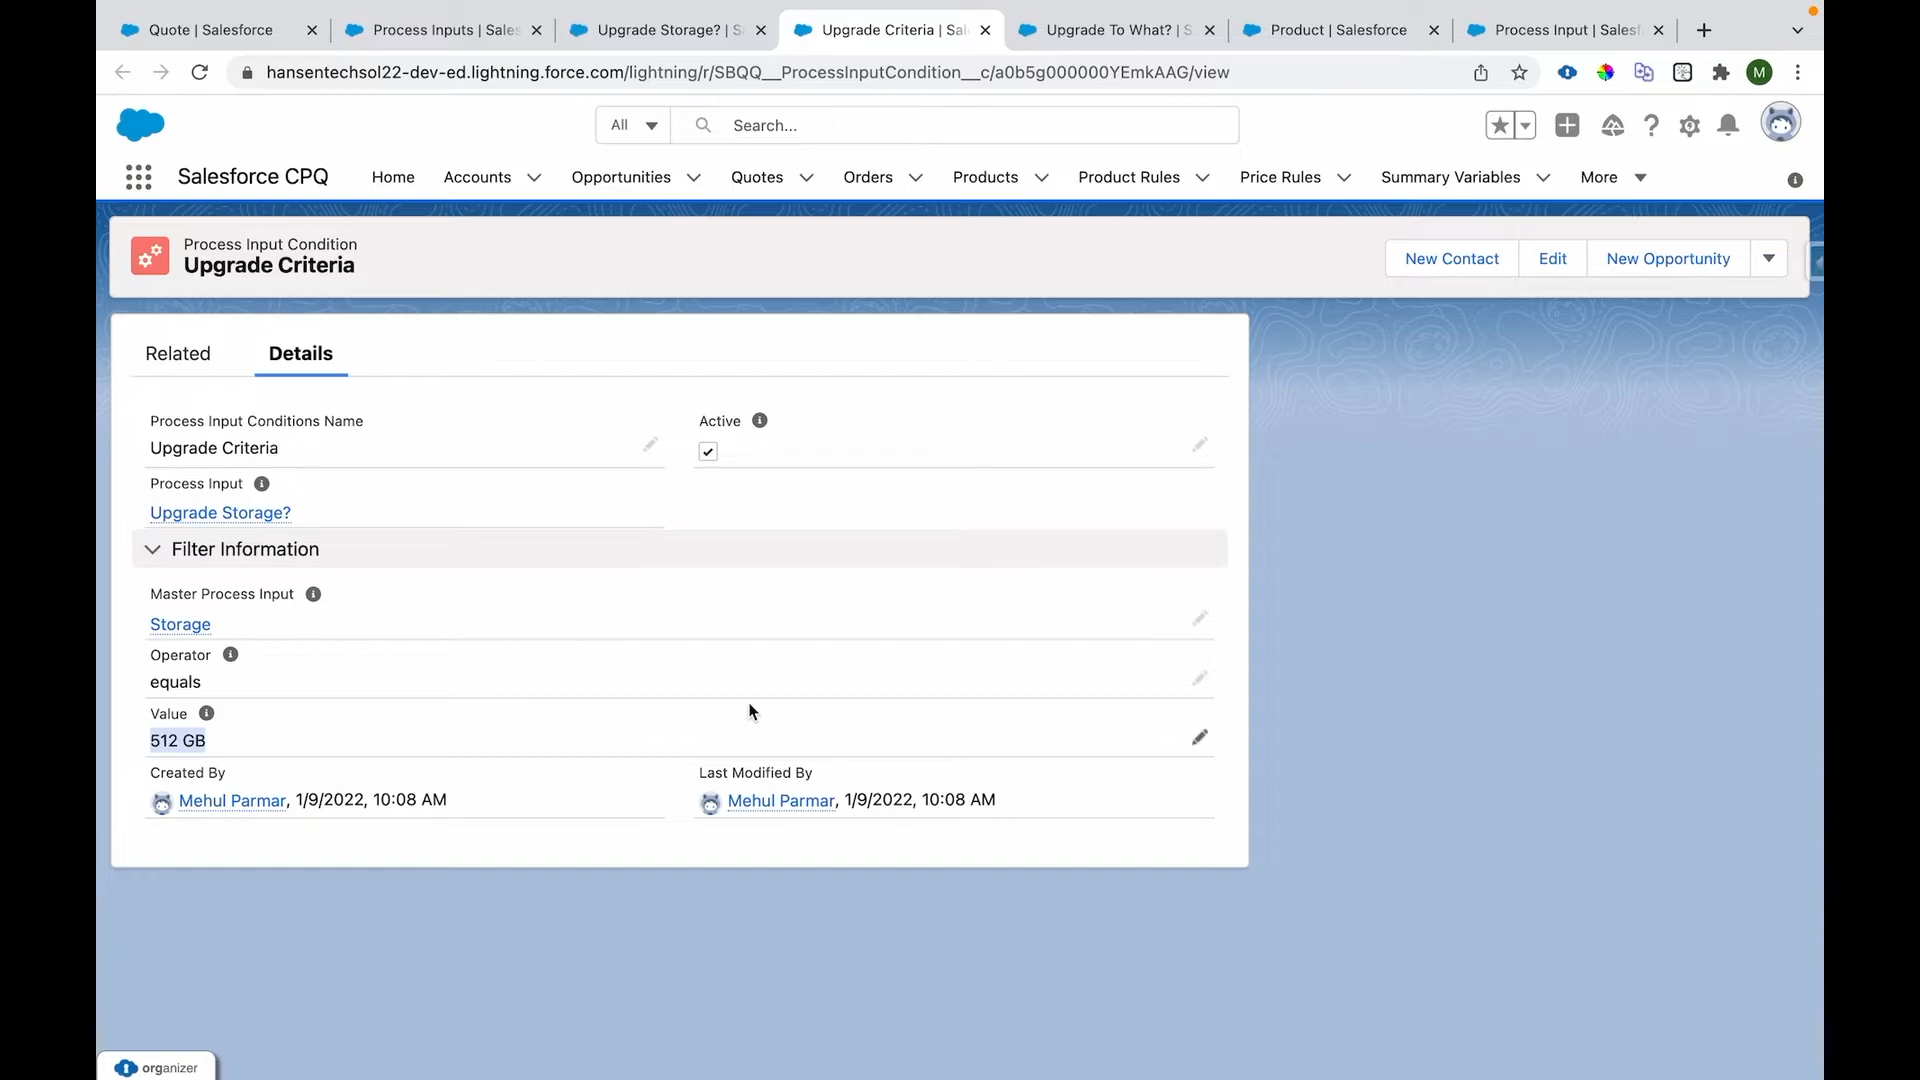 Quote | Salesforce
Process Inputs | Sales
Upgrade Storage? | S
Upgrade Criteria | Sal
Upgrade To What? | S
Product | Salesforce
Process Input | Salesf
hansentechsol22-dev-ed.lightning.force.com/lightning/r/SBQQ__ProcessInputCondition__c/a0b5g000000YEmkAAG/view
M
All
Search...
Salesforce CPQ
Home
Accounts
Opportunities
Quotes
Orders
Products
Product Rules
Price Rules
Summary Variables
More
Process Input Condition
Upgrade Criteria
New Contact
Edit
New Opportunity
Related
Details
Process Input Conditions Name
Upgrade Criteria
Active
Process Input
Upgrade Storage?
Filter Information
Master Process Input
Storage
Operator
equals
Value
512 GB
Created By
Mehul Parmar, 1/9/2022, 10:08 AM
Last Modified By
Mehul Parmar, 1/9/2022, 10:08 AM
organizer